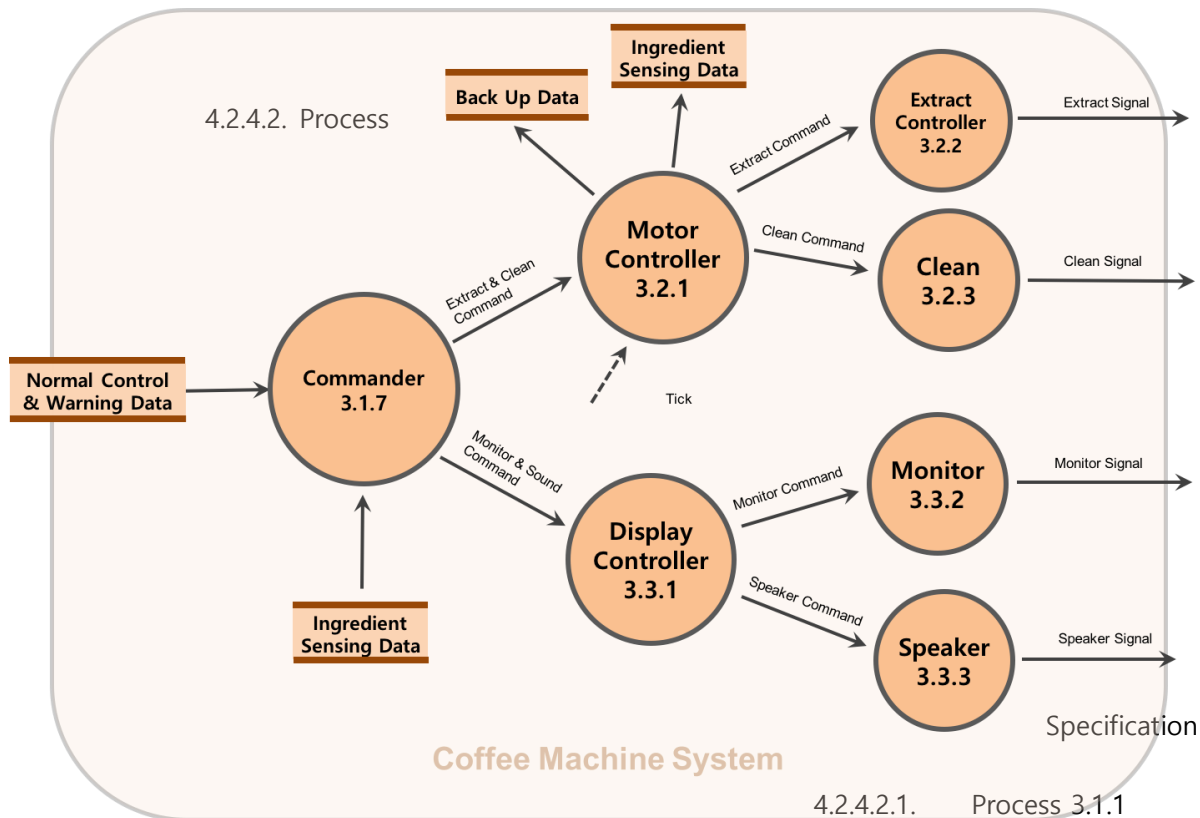 Ingredient
Sensing Data
Back Up Data
4.2.4.2. Process
Extract
Controller
3.2.2
Extract Signal
Extract Command
Motor
Controller
3.2.1
Clean Command
Clean
3.2.3
Clean Signal
Extract & Clean
Command
Normal Control
& Warning Data
Commander
3.1.7
Tick
Monitor & Sound
Command
Monitor Command
Monitor
3.3.2
Monitor Signal
Display
Controller
3.3.1
Speaker Command
Ingredient
Sensing Data
Speaker
3.3.3
Speaker Signal
Specification
Coffee Machine System
4.2.4.2.1. Process 3.1.1